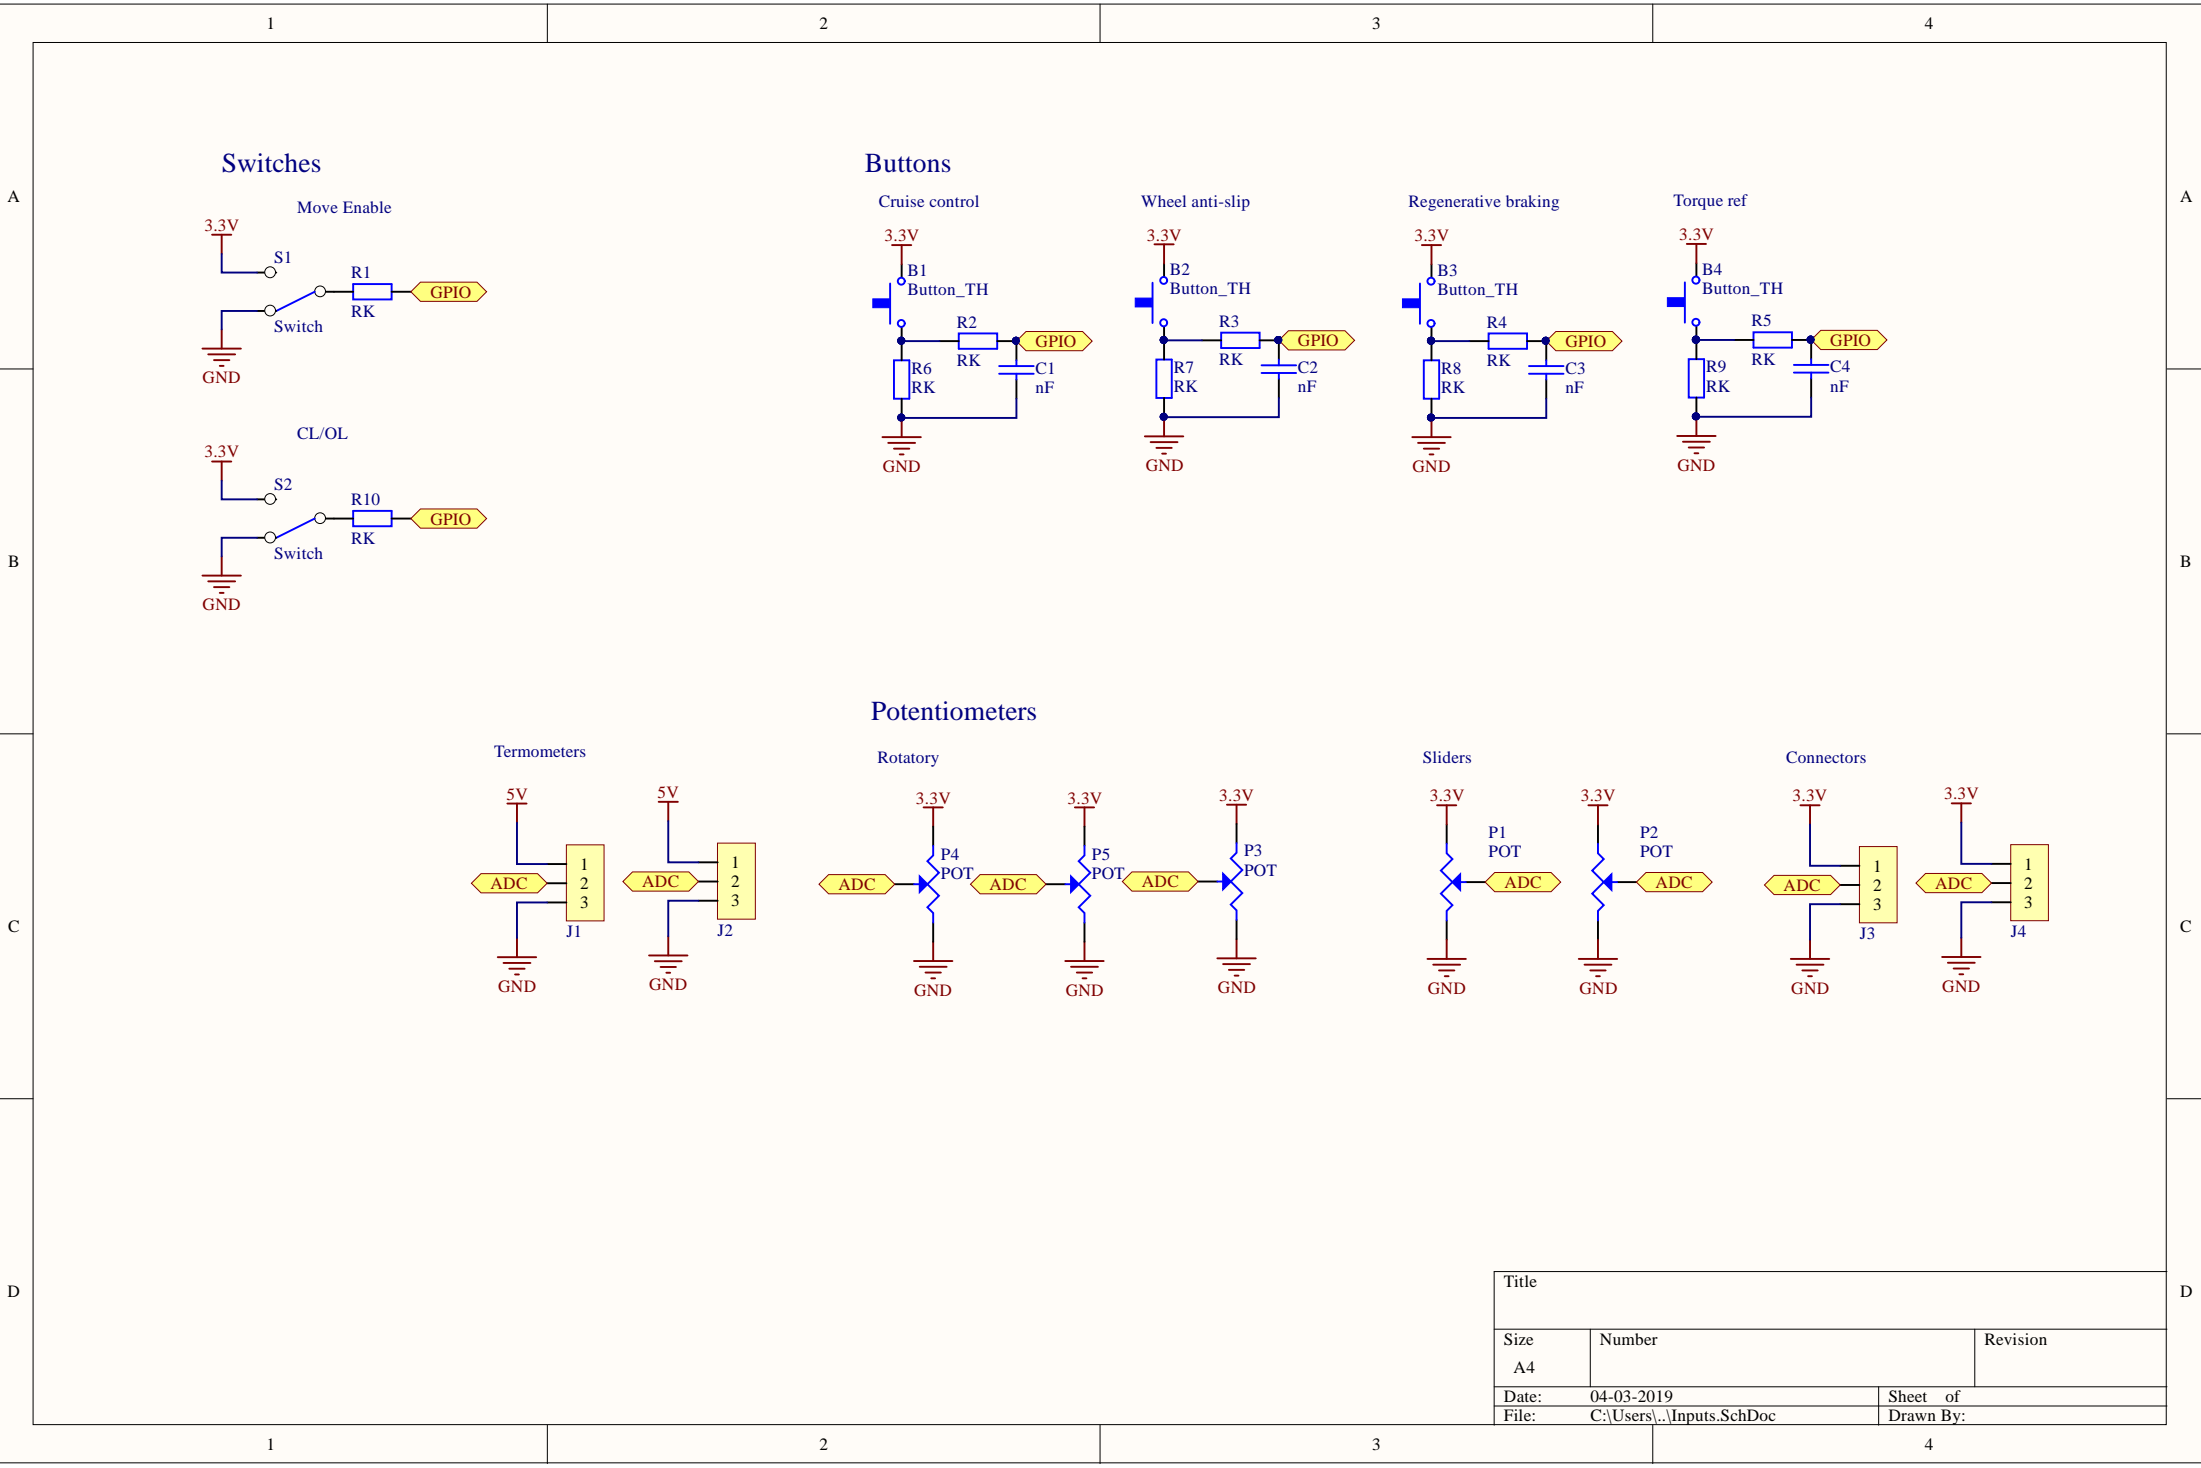 1 2 3 4
A A
B B
C C
D D
Switches
Move Enable
3.3V
S1
R1
GPIO
RK
Switch
GND
CL/OL
3.3V
S2
R10
GPIO
RK
Switch
GND
Buttons
Cruise control
3.3V
B1
Button_TH
R2
GPIO
RK
R6
RK
C1
nF
GND
Wheel anti-slip
3.3V
B2
Button_TH
R3
GPIO
RK
R7
RK
C2
nF
GND
Regenerative braking
3.3V
B3
Button_TH
R4
GPIO
RK
R8
RK
C3
nF
GND
Torque ref
3.3V
B4
Button_TH
R5
GPIO
RK
R9
RK
C4
nF
GND
Potentiometers
Termometers
5V
ADC
1
2
3
J1
GND
5V
ADC
1
2
3
J2
GND
Rotatory
3.3V
P4
POT
ADC
GND
3.3V
P5
POT
ADC
GND
3.3V
P3
POT
ADC
GND
Sliders
3.3V
P1
POT
ADC
GND
3.3V
P2
POT
ADC
GND
Connectors
3.3V
ADC
1
2
3
J3
GND
3.3V
ADC
1
2
3
J4
GND
Title
Size Number Revision
A4
Date: 04-03-2019 Sheet of
File: C:\Users\..\Inputs.SchDoc Drawn By:
1 2 3 4